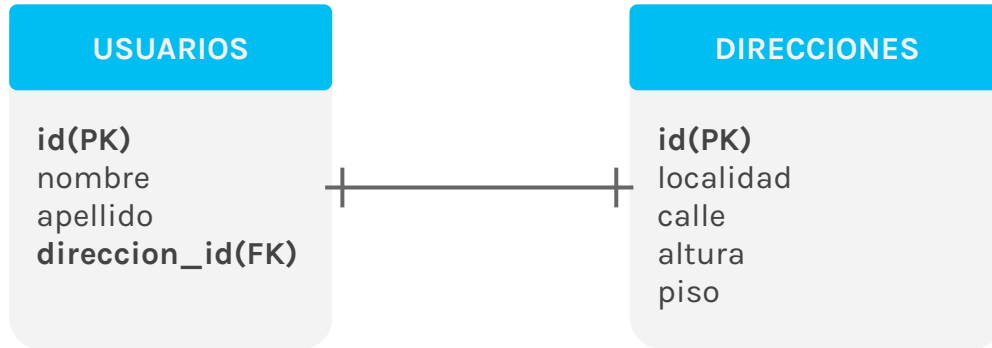 USUARIOS
id(PK)
nombre
apellido
direccion_id(FK)
DIRECCIONES
id(PK)
localidad
calle
altura
piso